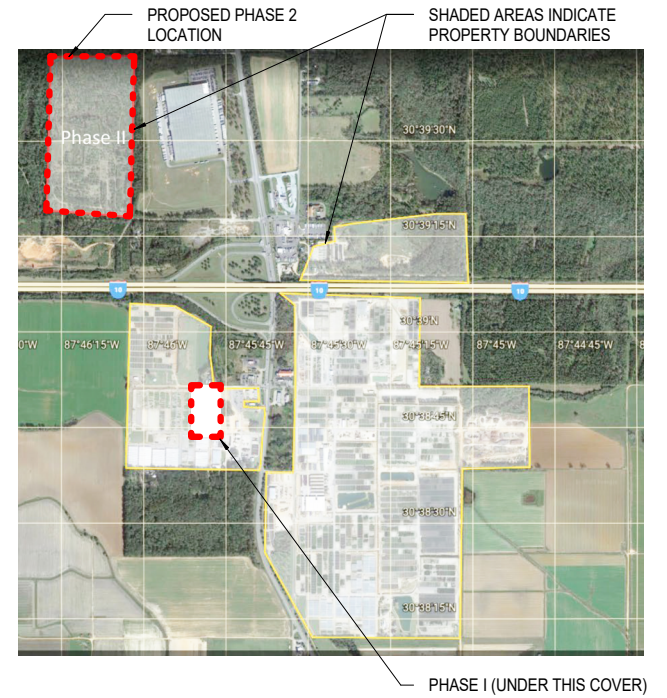 PROPOSED PHASE 2
LOCATION
SHADED AREAS INDICATE
PROPERTY BOUNDARIES
Phase II
30°39'30"N
30°39'15"N
10
10
10
30°39'N
0"W
87°46'15"W
87°46'W
87°45'45"W
87°45'30"W
87°45'15"W
87°45'W
87°44'45"W
8
30°38'45"N
30°38'30"N
30°38'15"N
PHASE I (UNDER THIS COVER)